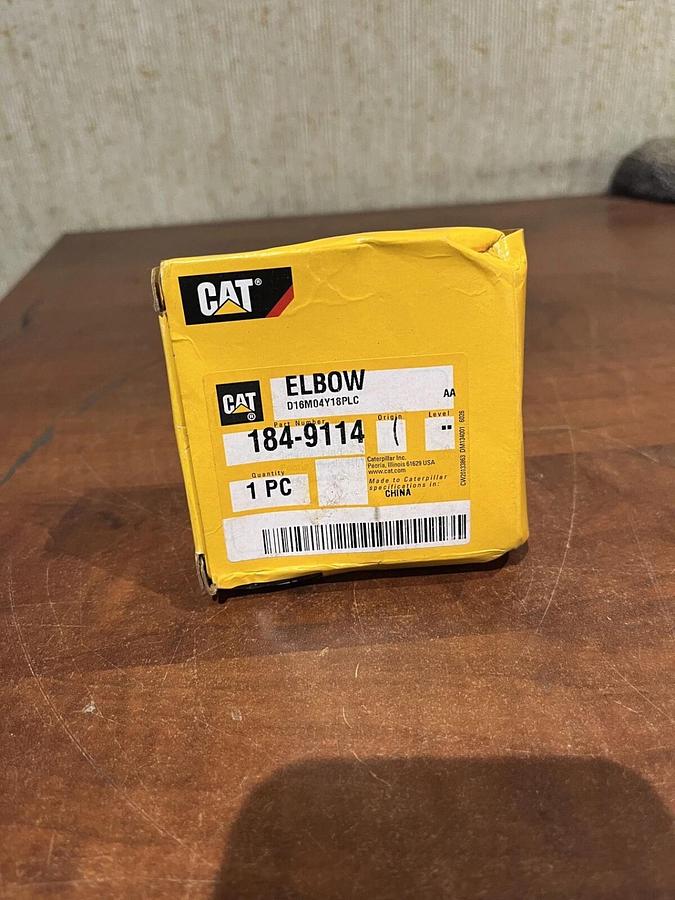 CAT®
CAT®
ELBOW
D16M04Y18PLC
AA
Part Number
Origin
Level
184-9114
(
--
Caterpillar Inc.
Peoria, Illinois 61629 USA
www.cat.com
Quantity
1 PC
Made to Caterpillar
specifications in:
CHINA